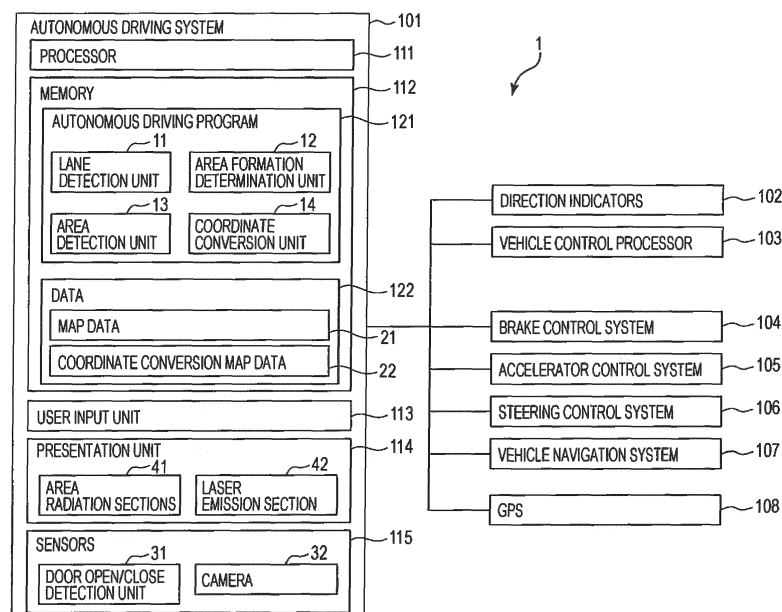 AUTONOMOUS DRIVING SYSTEM
101
PROCESSOR
111
MEMORY
112
AUTONOMOUS DRIVING PROGRAM
121
11
LANE
DETECTION UNIT
12
AREA FORMATION
DETERMINATION UNIT
13
AREA
DETECTION UNIT
14
COORDINATE
CONVERSION UNIT
DATA
122
MAP DATA
21
COORDINATE CONVERSION MAP DATA
22
USER INPUT UNIT
113
PRESENTATION UNIT
114
41
AREA
RADIATION SECTIONS
42
LASER
EMISSION SECTION
SENSORS
115
31
DOOR OPEN/CLOSE
DETECTION UNIT
32
CAMERA
1
DIRECTION INDICATORS
102
VEHICLE CONTROL PROCESSOR
103
BRAKE CONTROL SYSTEM
104
ACCELERATOR CONTROL SYSTEM
105
STEERING CONTROL SYSTEM
106
VEHICLE NAVIGATION SYSTEM
107
GPS
108